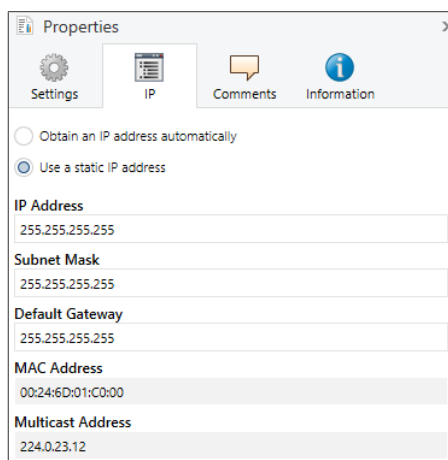 Properties
Settings IP Comments Information
Obtain an IP address automatically
Use a static IP address
IP Address
255.255.255.255
Subnet Mask
255.255.255.255
Default Gateway
255.255.255.255
MAC Address
00:24:6D:01:C0:00
Multicast Address
224.0.23.12